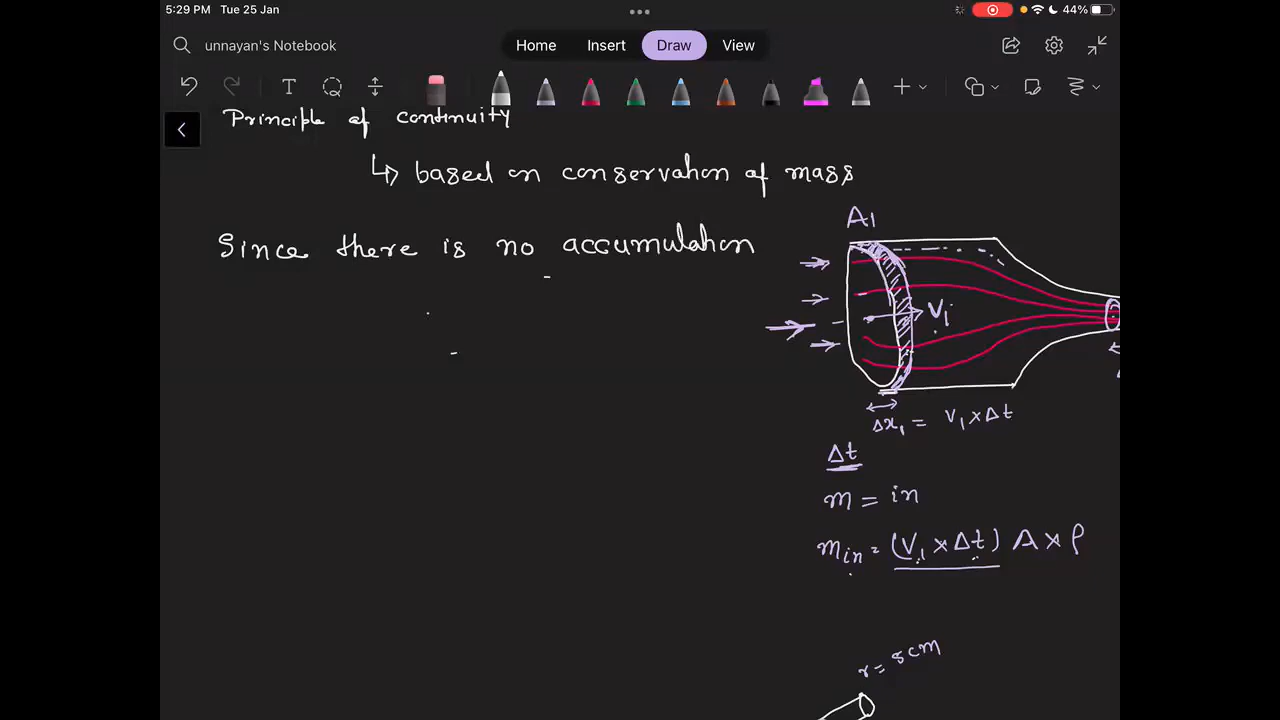 5:29 PM Tue 25 Jan
44%
unnayan's Notebook
Home Insert Draw View
Principle of continuity
↳ based on conservation of mass
Since there is no accumulation
A1
V1
Δx1 = V1 × Δt
Δt
m = in
min = (V1 × Δt) A × ρ
r = 8cm